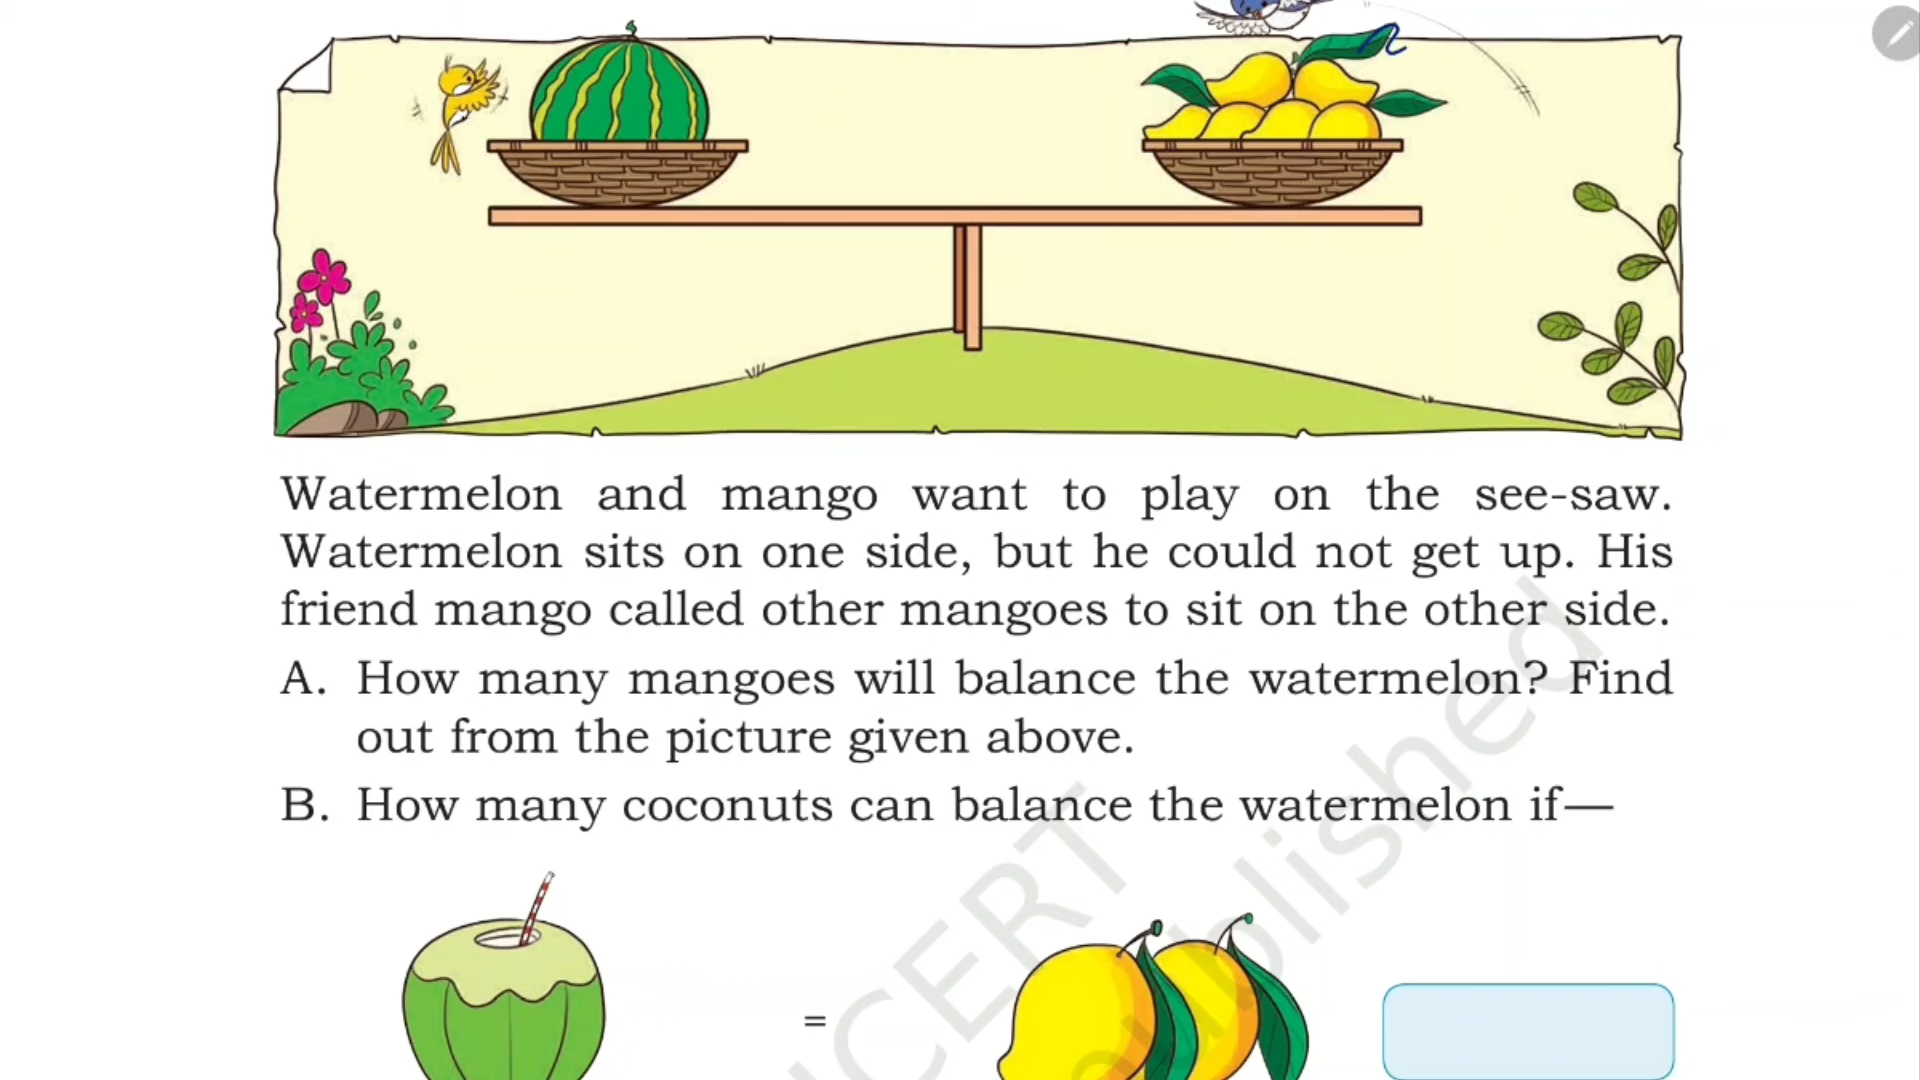 Watermelon and mango want to play on the see-saw.
Watermelon sits on one side, but he could not get up. His
friend mango called other mangoes to sit on the other side.
A. How many mangoes will balance the watermelon? Find
out from the picture given above.
B. How many coconuts can balance the watermelon if—
=
NCERT
published